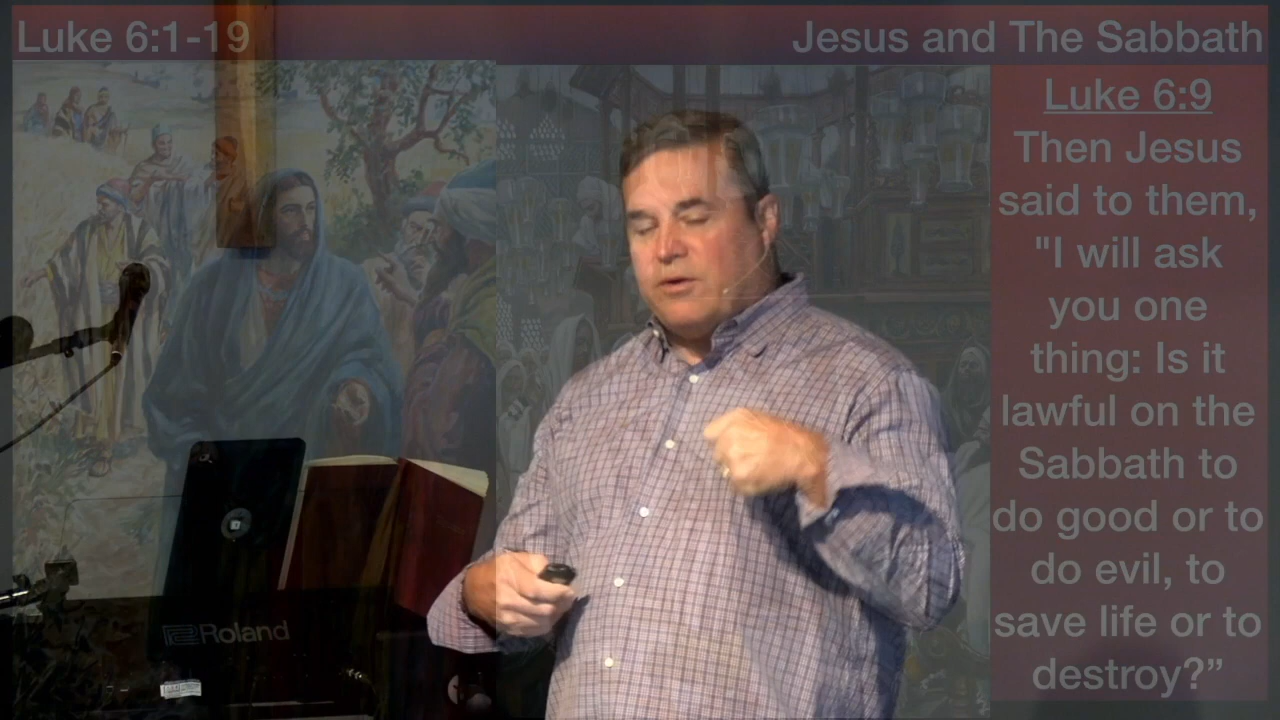 Luke 6:1-19
Jesus and The Sabbath
Luke 6:9
Then Jesus
said to them,
"I will ask
you one
thing: Is it
lawful on the
Sabbath to
do good or to
do evil, to
save life or to
destroy?”
Roland